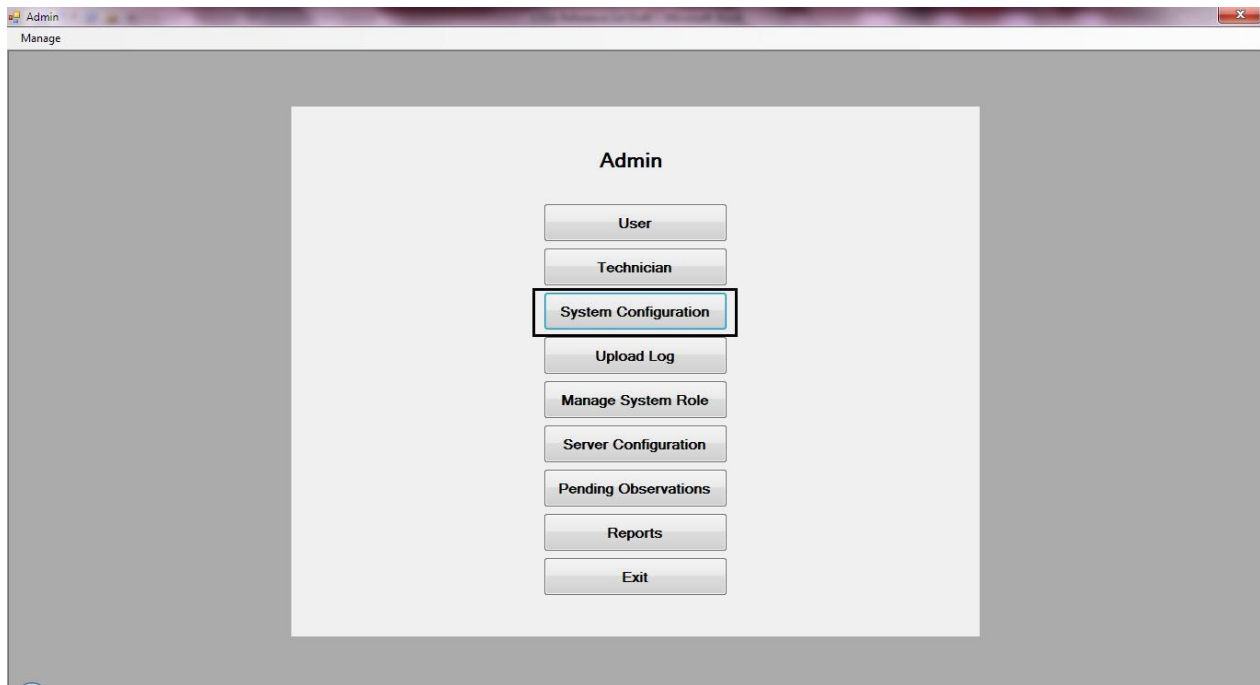 Admin
Manage
Admin
User
Technician
System Configuration
Upload Log
Manage System Role
Server Configuration
Pending Observations
Reports
Exit